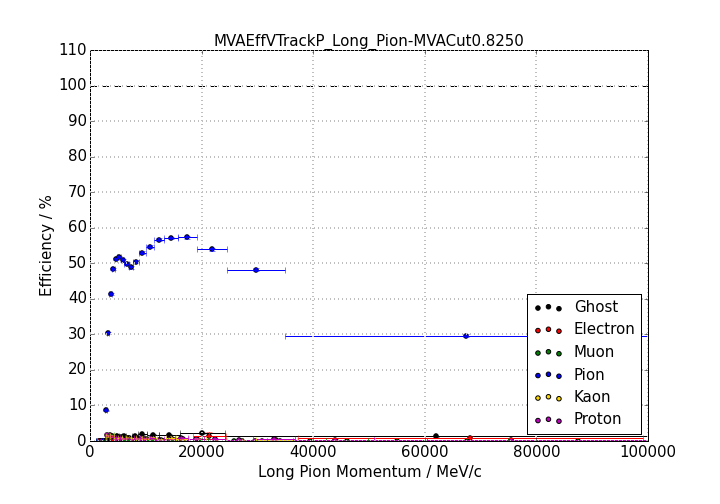 MVAEffVTrackP_Long_Pion-MVACut0.8250
110
100
90
80
70
60
50
40
30
20
10
0
Efficiency / %
Ghost
Electron
Muon
Pion
Kaon
Proton
0 20000 40000 60000 80000 100000
Long Pion Momentum / MeV/c